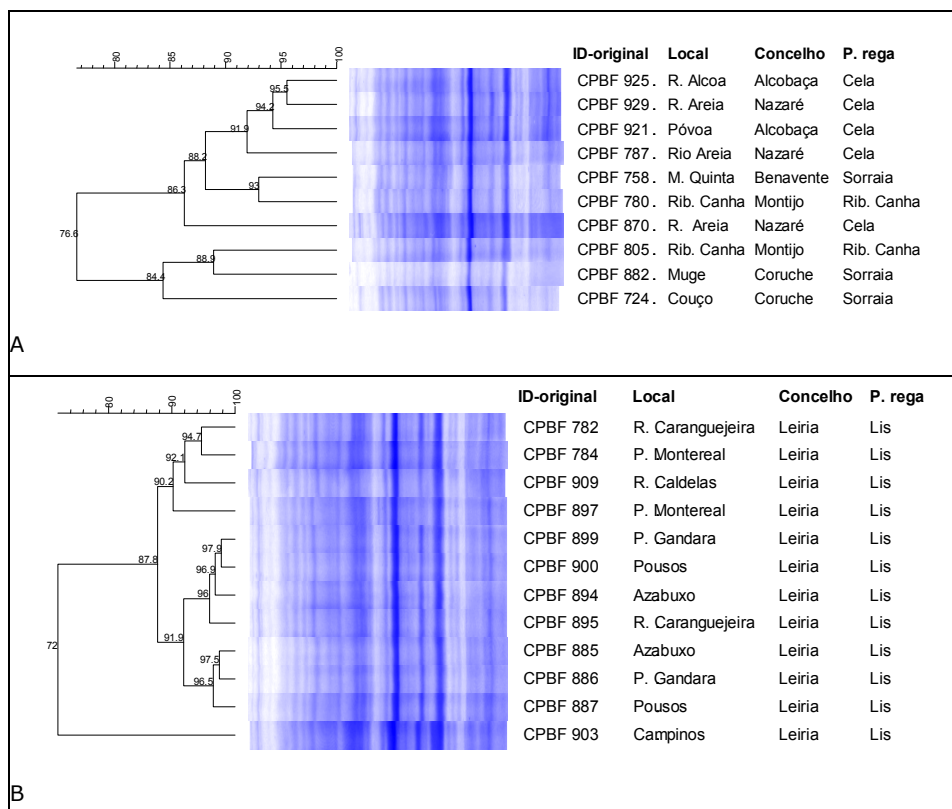 80 85 90 95 100
ID-original Local Concelho P. rega
95.5 CPBF 925. R. Alcoa Alcobaça Cela
94.2 CPBF 929. R. Areia Nazaré Cela
91.9 CPBF 921. Póvoa Alcobaça Cela
88.2 CPBF 787. Rio Areia Nazaré Cela
93 CPBF 758. M. Quinta Benavente Sorraia
86.3 CPBF 780. Rib. Canha Montijo Rib. Canha
CPBF 870. R. Areia Nazaré Cela
76.6 CPBF 805. Rib. Canha Montijo Rib. Canha
88.9 CPBF 882. Muge Coruche Sorraia
84.4 CPBF 724. Couço Coruche Sorraia
A
80 90 100
ID-original Local Concelho P. rega
CPBF 782 R. Caranguejeira Leiria Lis
94.7 CPBF 784 P. Montereal Leiria Lis
92.1 CPBF 909 R. Caldelas Leiria Lis
90.2 CPBF 897 P. Montereal Leiria Lis
CPBF 899 P. Gandara Leiria Lis
97.9 CPBF 900 Pousos Leiria Lis
87.8 96.9 CPBF 894 Azabuxo Leiria Lis
96 CPBF 895 R. Caranguejeira Leiria Lis
91.9 CPBF 885 Azabuxo Leiria Lis
72 97.5 CPBF 886 P. Gandara Leiria Lis
96.5 CPBF 887 Pousos Leiria Lis
CPBF 903 Campinos Leiria Lis
B